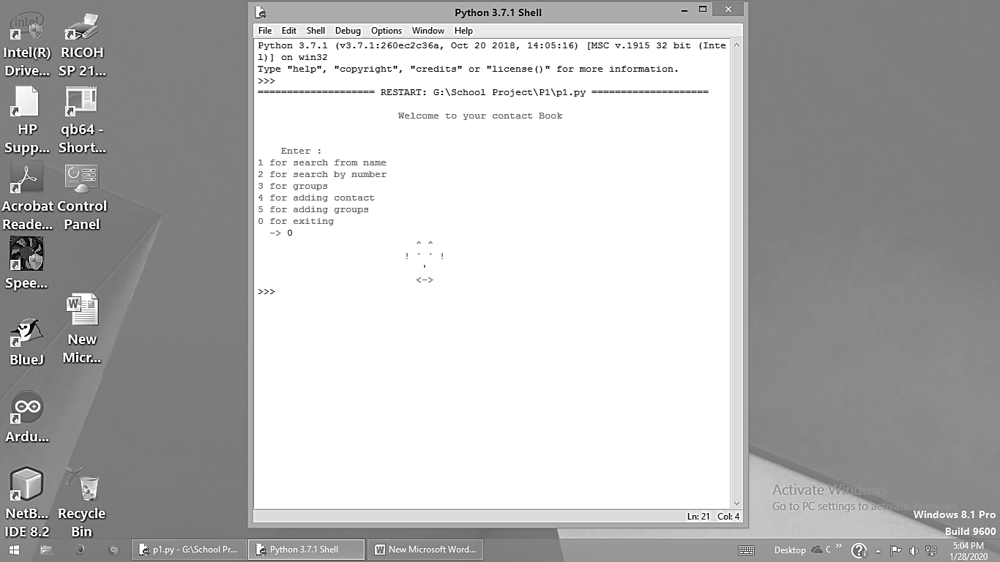 intel
Intel(R)
Drive...
RICOH
SP 21...
HP
Supp...
qb64 -
Short...
Acrobat
Reade...
Control
Panel
Spee...
BlueJ
New
Micr...
Ardu...
NetB...
IDE 8.2
Recycle
Bin
Python 3.7.1 Shell
File Edit Shell Debug Options Window Help
Python 3.7.1 (v3.7.1:260ec2c36a, Oct 20 2018, 14:05:16) [MSC v.1915 32 bit (Inte
l)] on win32
Type "help", "copyright", "credits" or "license()" for more information.
>>>
==================== RESTART: G:\School Project\P1\p1.py ====================
Welcome to your contact Book
Enter :
1 for search from name
2 for search by number
3 for groups
4 for adding contact
5 for adding groups
0 for exiting
-> 0
^ ^
! ` ` !
'
<->
>>>
Ln: 21 Col: 4
Activate Windows
Go to PC settings to activate Windows.
Windows 8.1 Pro
Build 9600
p1.py - G:\School Pr...
Python 3.7.1 Shell
New Microsoft Word...
Desktop
C
5:04 PM
1/28/2020